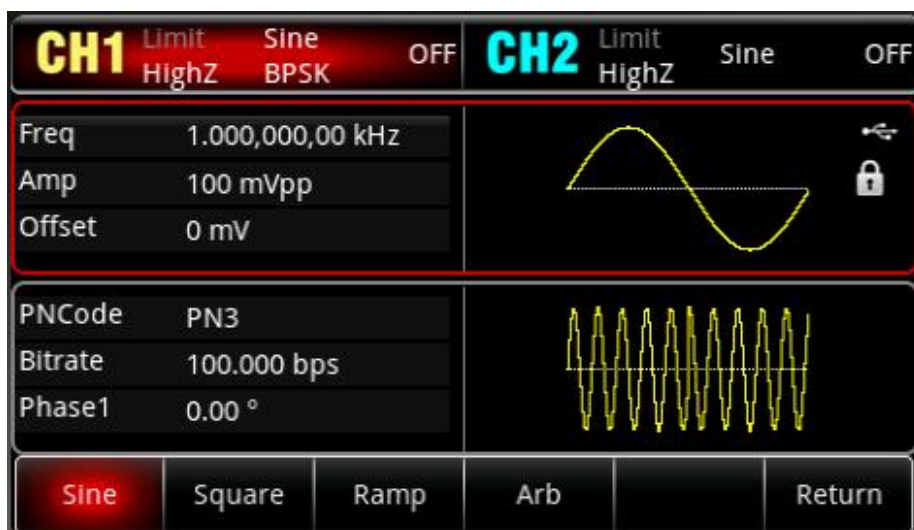 CH1 Limit Sine OFF CH2 Limit Sine OFF
HighZ BPSK HighZ
Freq 1.000,000,00 kHz
Amp 100 mVpp
Offset 0 mV
PNCode PN3
Bitrate 100.000 bps
Phase1 0.00 °
Sine Square Ramp Arb Return